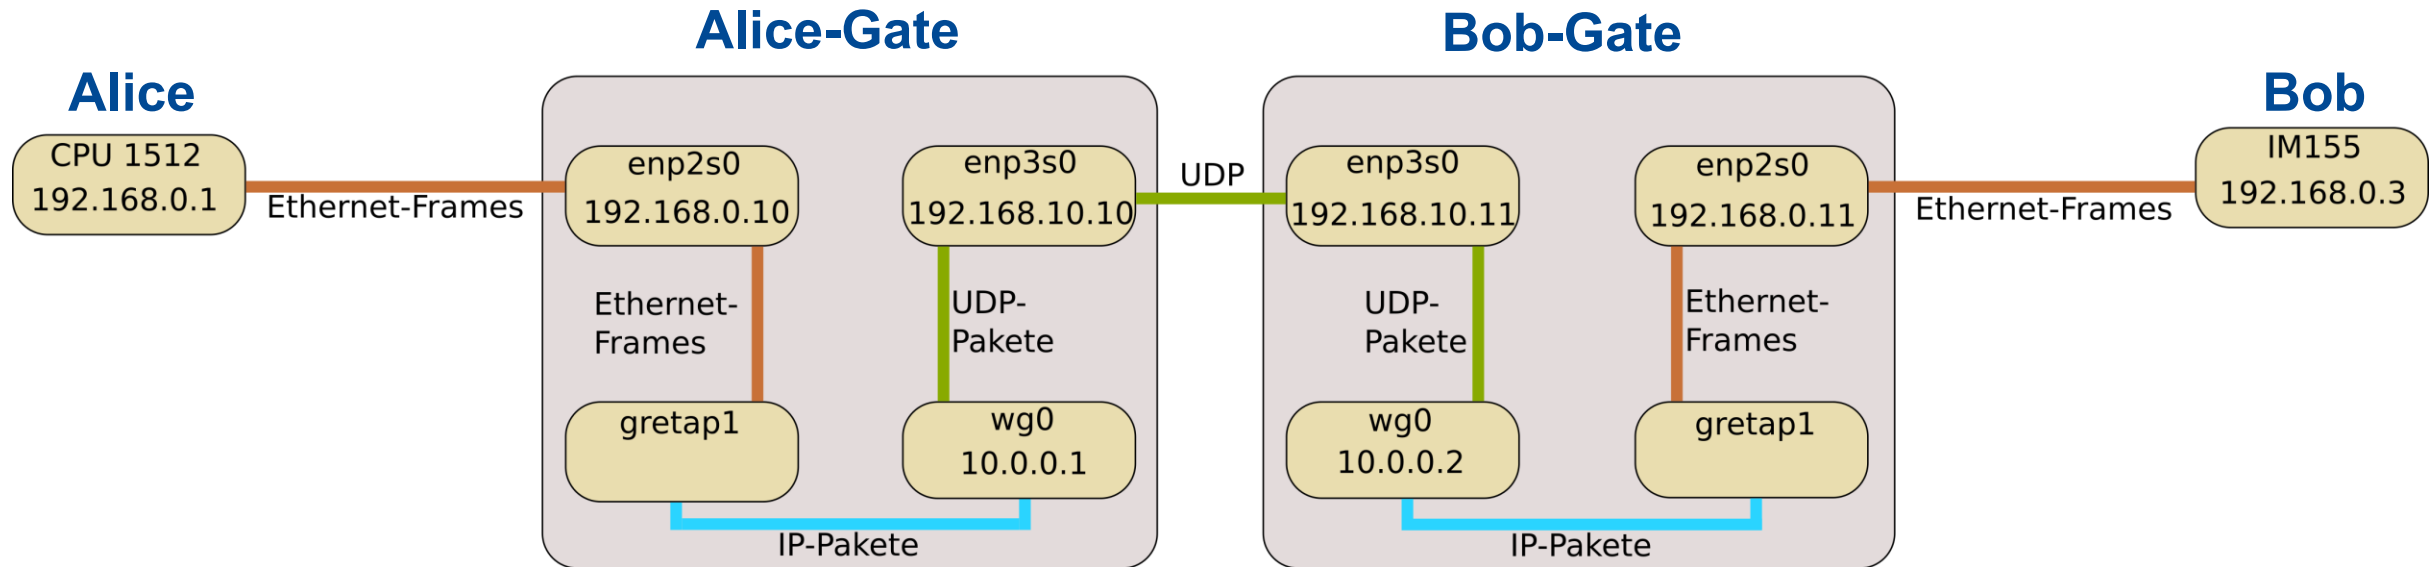 Alice-Gate
Bob-Gate
Alice
Bob
CPU 1512
192.168.0.1
Ethernet-Frames
enp2s0
192.168.0.10
enp3s0
192.168.10.10
UDP
enp3s0
192.168.10.11
enp2s0
192.168.0.11
Ethernet-Frames
IM155
192.168.0.3
Ethernet-
Frames
UDP-
Pakete
UDP-
Pakete
Ethernet-
Frames
gretap1
wg0
10.0.0.1
wg0
10.0.0.2
gretap1
IP-Pakete
IP-Pakete